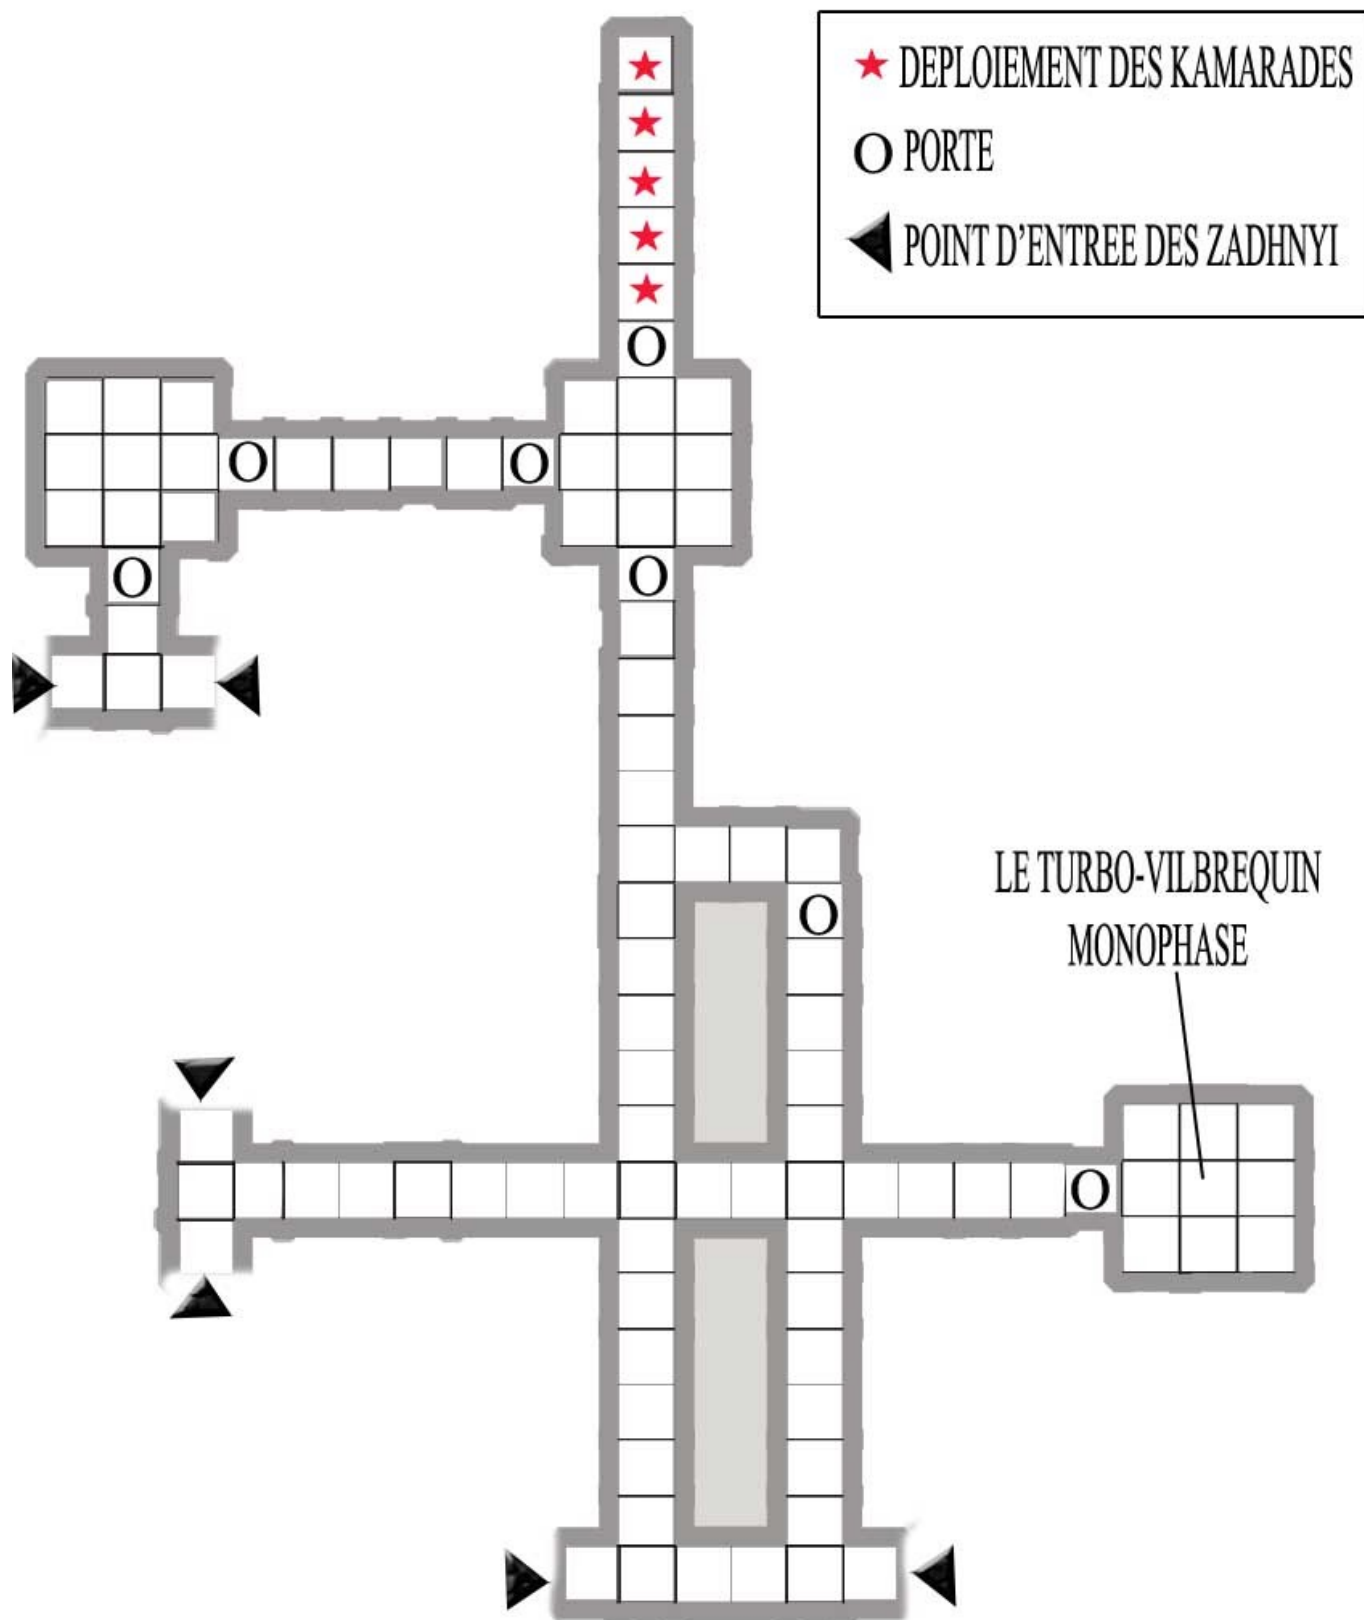 DEPLOIEMENT DES KAMARADES
O PORTE
POINT D'ENTREE DES ZADHNYI
O
O
O
O
O
O
LE TURBO-VILBREQUIN
MONOPHASE
O